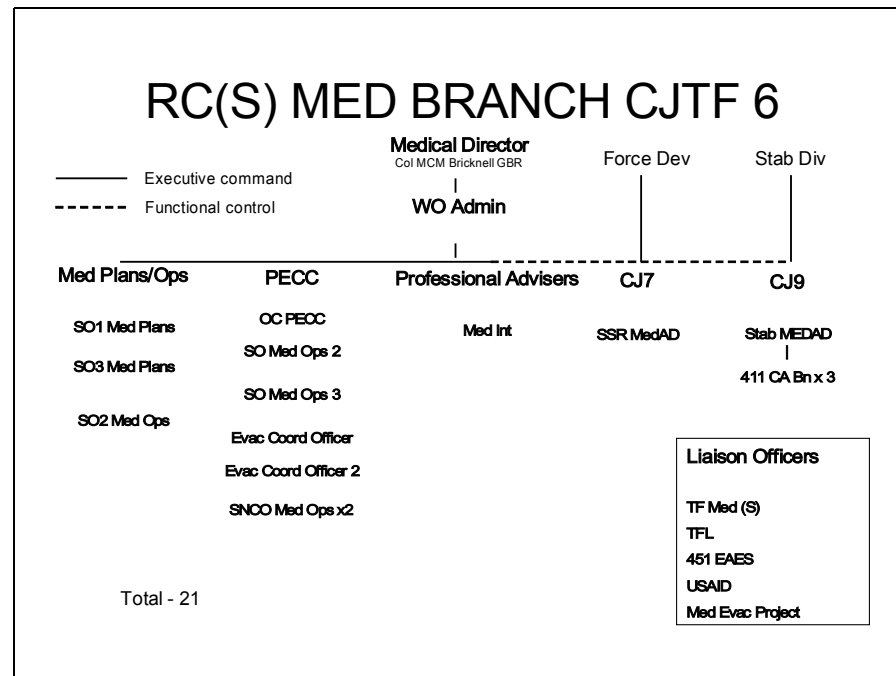 RC(S) MED BRANCH CJTF 6
Medical Director
Col MCM Bricknell GBR
WO Admin
Executive command
Functional control
Force Dev
Stab Div
Med Plans/Ops
SO1 Med Plans
SO3 Med Plans
SO2 Med Ops
PECC
OC PECC
SO Med Ops 2
SO Med Ops 3
Evac Coord Officer
Evac Coord Officer 2
SNCO Med Ops x2
Professional Advisers
Med Int
CJ7
SSR MedAD
CJ9
Stab MEDAD
411 CA Bn x 3
Liaison Officers
TF Med (S)
TFL
451 EAES
USAID
Med Evac Project
Total - 21